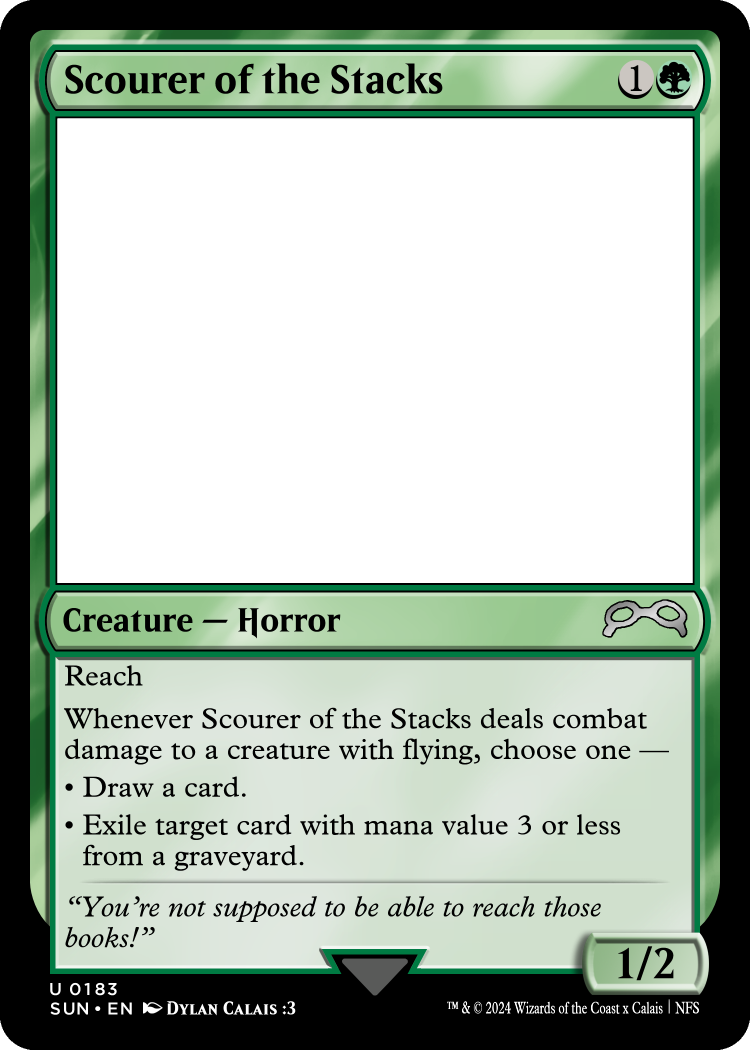 Scourer of the Stacks 1
Creature — Horror
Reach
Whenever Scourer of the Stacks deals combat
damage to a creature with flying, choose one —
• Draw a card.
• Exile target card with mana value 3 or less
from a graveyard.
“You’re not supposed to be able to reach those
books!”
1/2
U 0183
SUN • EN DYLAN CALAIS :3
™ & © 2024 Wizards of the Coast x Calais | NFS